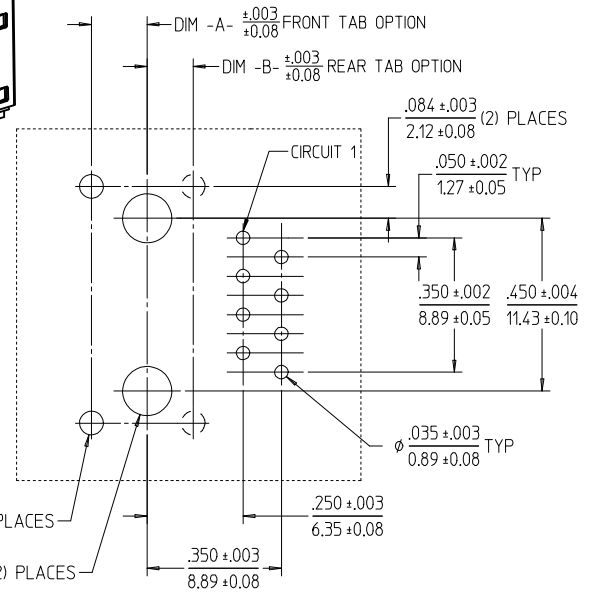 DIM -A- ±.003 FRONT TAB OPTION
±0.08
DIM -B- ±.003 REAR TAB OPTION
±0.08
.084 ±.003 (2) PLACES
2.12 ±0.08
CIRCUIT 1
.050 ±.002 TYP
1.27 ±0.05
.350 ±.002
8.89 ±0.05
.450 ±.004
11.43 ±0.10
ø .035 ±.003 TYP
0.89 ±0.08
.250 ±.003
6.35 ±0.08
PLACES
2) PLACES
.350 ±.003
8.89 ±0.08